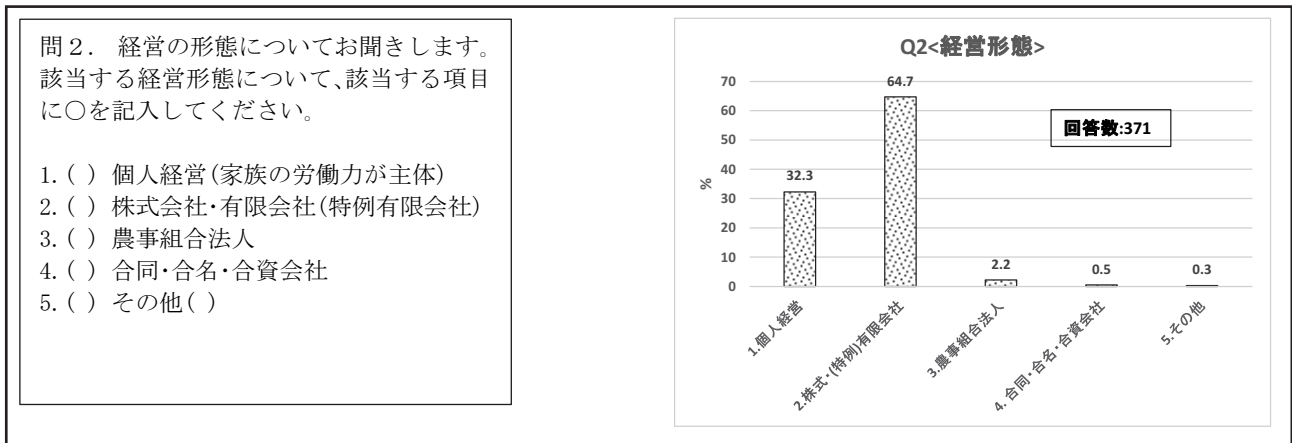 問２． 経営の形態についてお聞きします。
該当する経営形態について、該当する項目
に○を記入してください。
1.( ) 個人経営(家族の労働力が主体)
2.( ) 株式会社･有限会社(特例有限会社)
3.( ) 農事組合法人
4.( ) 合同･合名･合資会社
5.( ) その他( )
Q2<経営形態>
回答数:371
%
70
60
50
40
30
20
10
0
32.3
64.7
2.2
0.5
0.3
1.個人経営
2.株式･(特例)有限会社
3.農事組合法人
4. 合同･合名･合資会社
5.その他